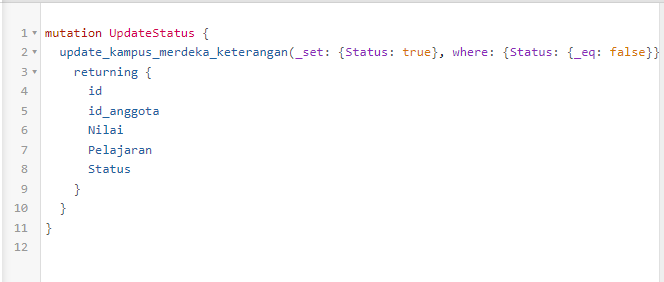 1 mutation UpdateStatus {
2 update_kampus_merdeka_keterangan(_set: {Status: true}, where: {Status: {_eq: false}}
3 returning {
4 id
5 id_anggota
6 Nilai
7 Pelajaran
8 Status
9 }
10 }
11 }
12